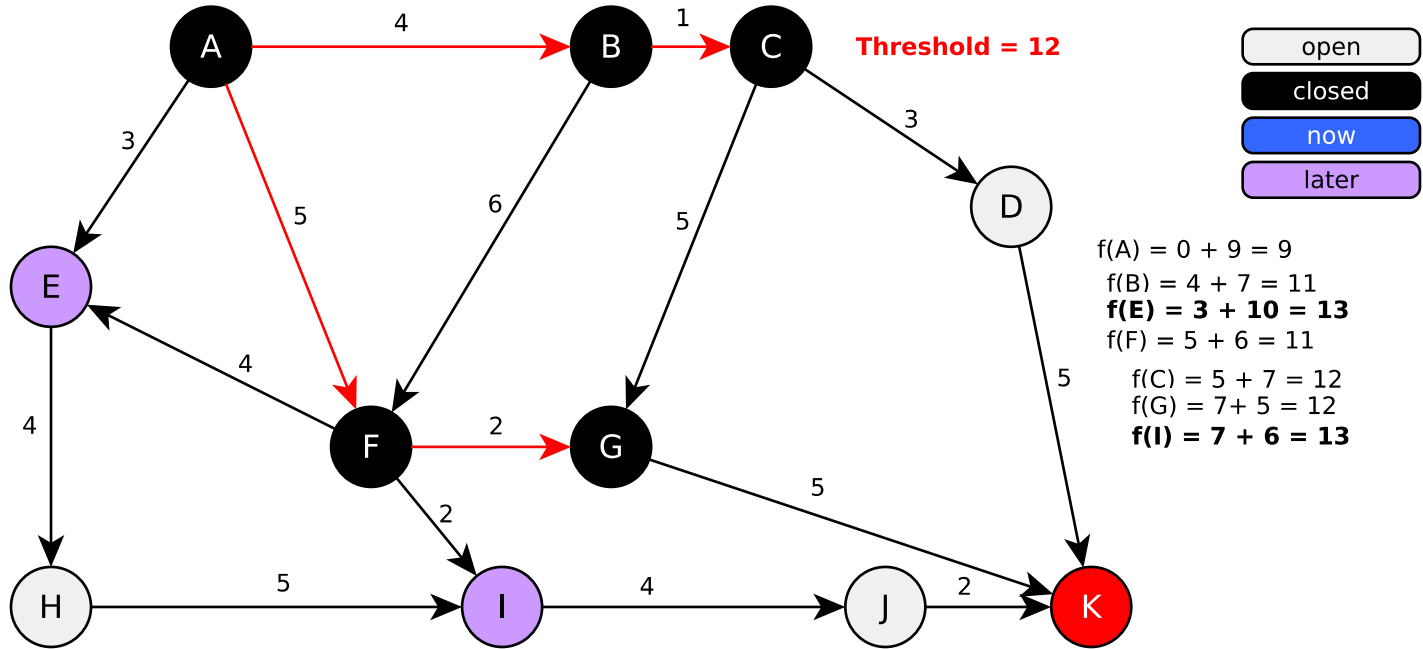 4
1
A
B
C
Threshold = 12
open
closed
3
3
now
later
5
6
5
D
f(A) = 0 + 9 = 9
f(B) = 4 + 7 = 11
E
f(E) = 3 + 10 = 13
f(F) = 5 + 6 = 11
4
5
f(C) = 5 + 7 = 12
f(G) = 7+ 5 = 12
4
2
f(I) = 7 + 6 = 13
F
G
5
2
5
4
2
H
I
J
K